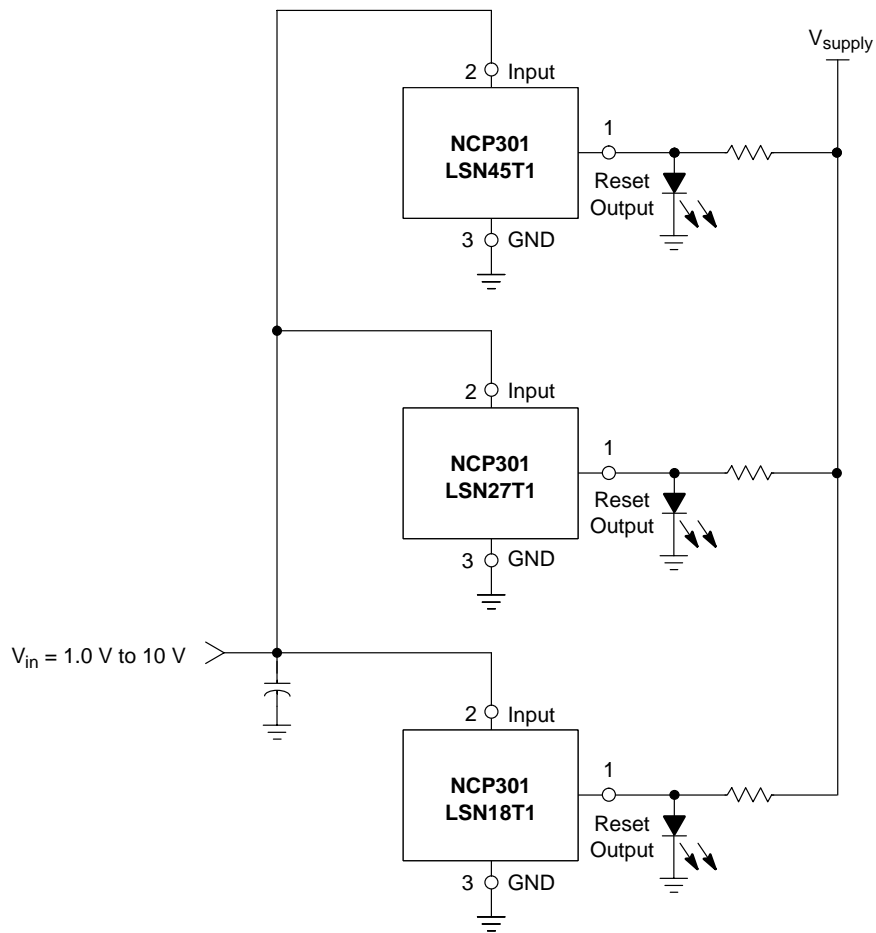 V_supply
2 Input
NCP301
LSN45T1
1
Reset
Output
3 GND
2 Input
NCP301
LSN27T1
1
Reset
Output
3 GND
V_in = 1.0 V to 10 V
2 Input
NCP301
LSN18T1
1
Reset
Output
3 GND